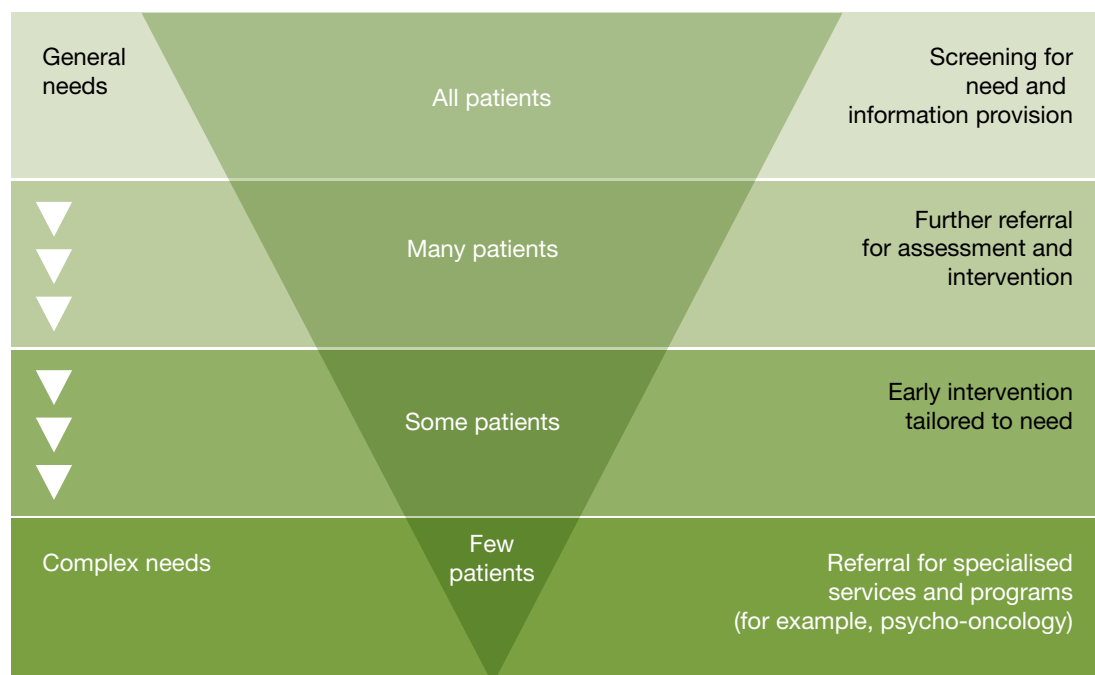 General
needs
All patients
Screening for
need and
information provision
Many patients
Further referral
for assessment and
intervention
Some patients
Early intervention
tailored to need
Complex needs
Few
patients
Referral for specialised
services and programs
(for example, psycho-oncology)